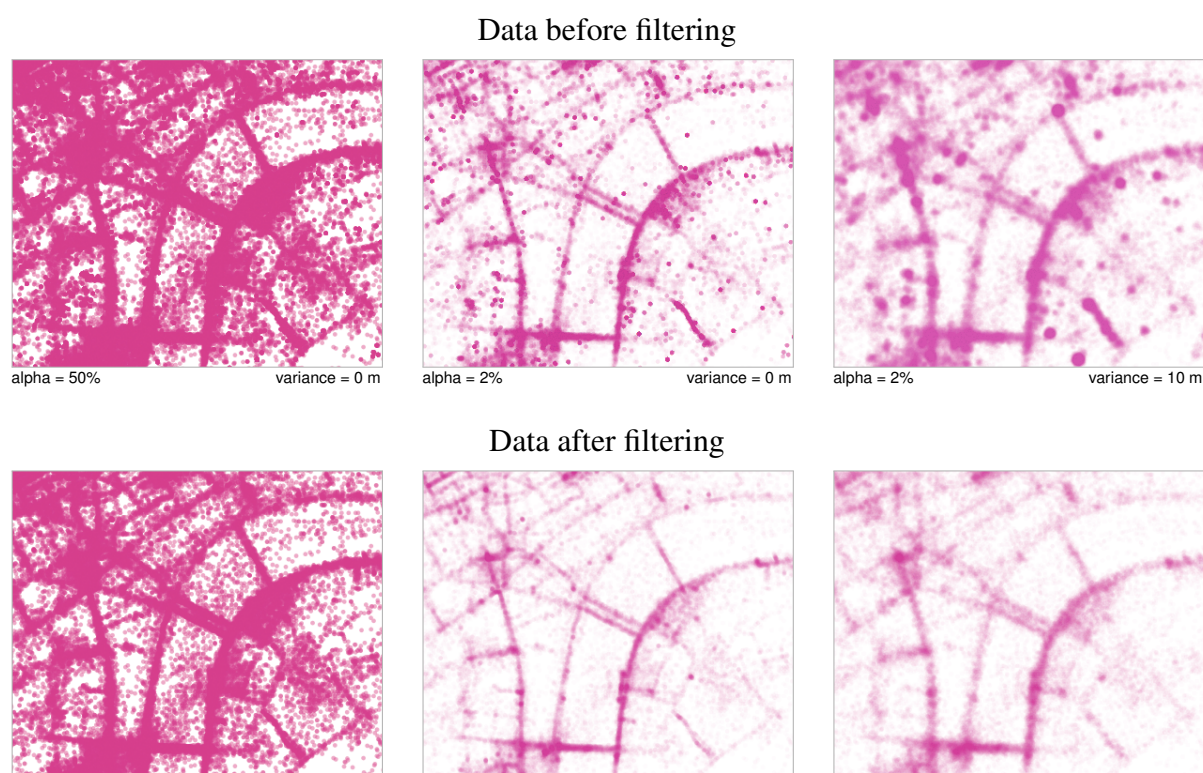 Data before filtering
alpha = 50% variance = 0 m
alpha = 2% variance = 0 m
alpha = 2% variance = 10 m
Data after filtering